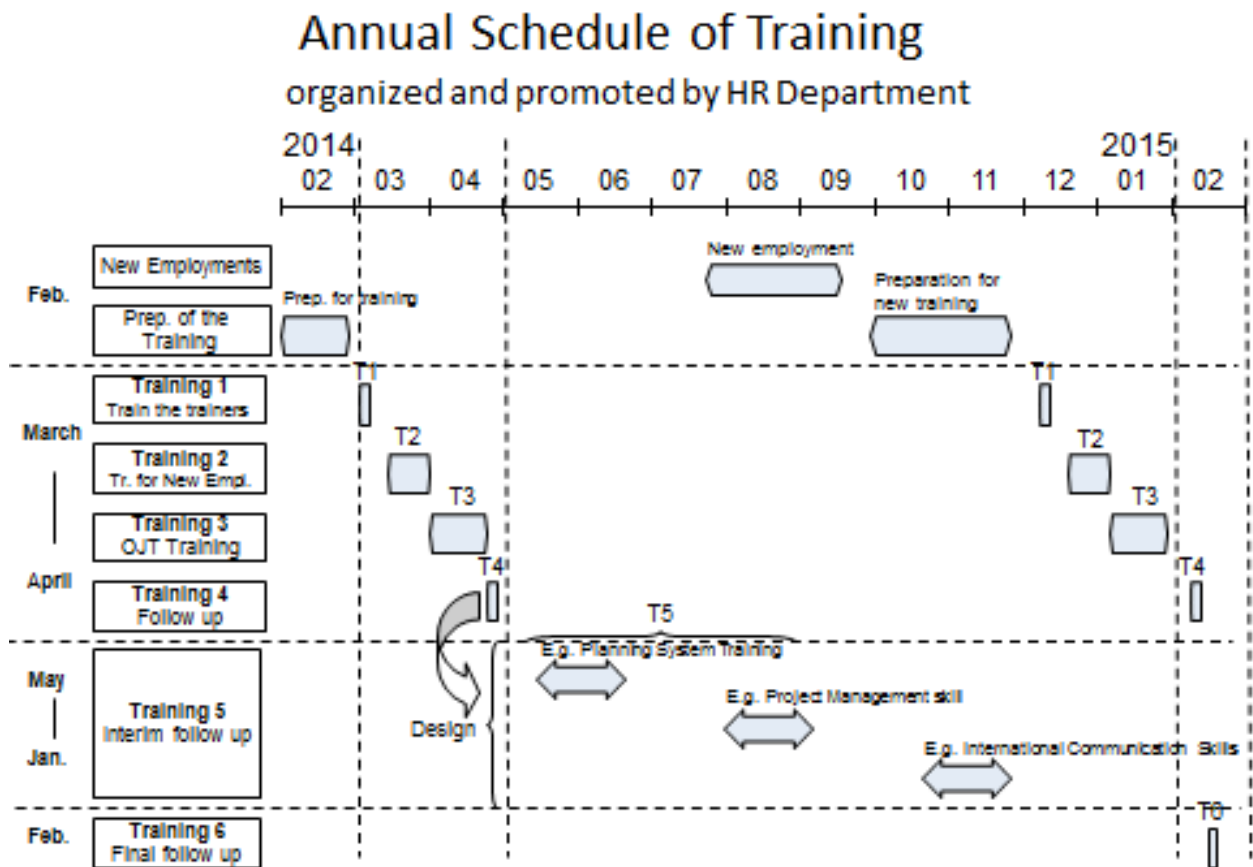 Annual Schedule of Training
organized and promoted by HR Department
2014 2015
02 03 04 05 06 07 08 09 10 11 12 01 02
New Employments
New employment
Feb.
Prep. for training
Preparation for
new training
Prep. of the
Training
T1 T1
Training 1
Train the trainers
March
T2 T2
Training 2
Tr. for New Empl.
T3 T3
Training 3
OJT Training
T4 T4
April
Training 4
Follow up
T5
E.g. Planning System Training
May
E.g. Project Management skill
Training 5
Interim follow up
Design
Jan.
E.g. International Communication Skills
T6
Feb.
Training 6
Final follow up